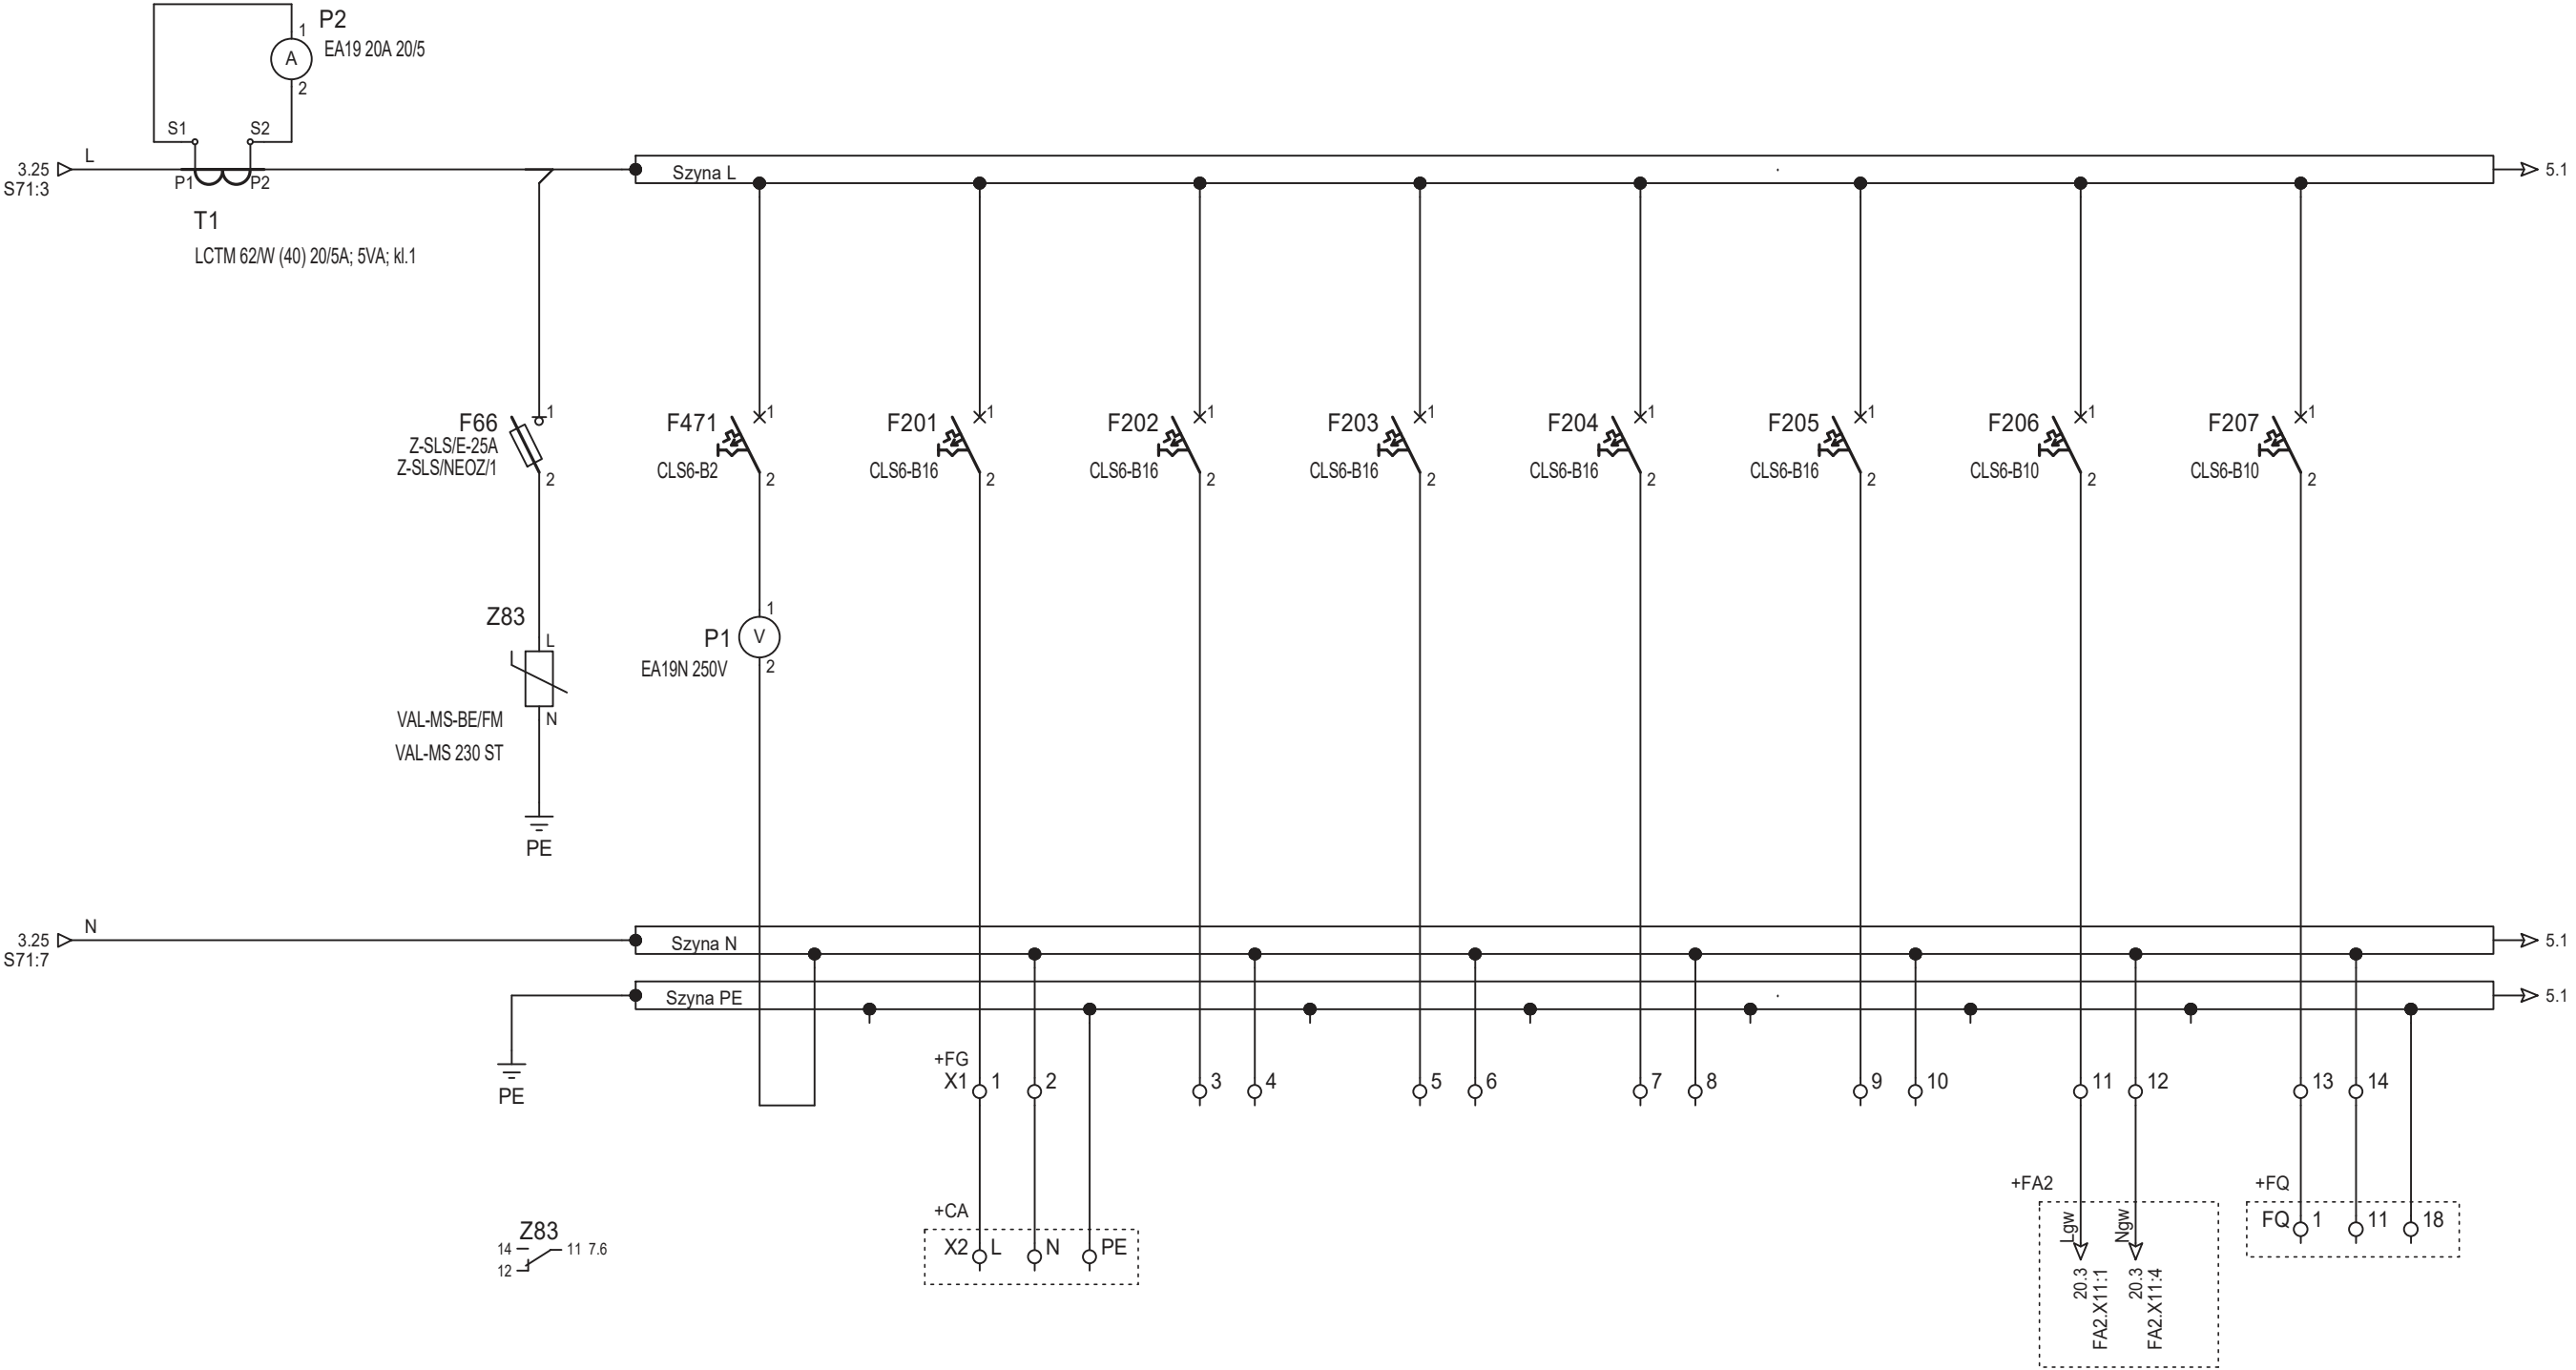 P2
1
EA19 20A 20/5
A
2
S1 S2
L
3.25
S71:3
P1 P2
Szyna L
5.1
T1
LCTM 62/W (40) 20/5A; 5VA; kl.1
F66 1
Z-SLS/E-25A
Z-SLS/NEOZ/1
2
F471 1
CLS6-B2
2
F201 1
CLS6-B16
2
F202 1
CLS6-B16
2
F203 1
CLS6-B16
2
F204 1
CLS6-B16
2
F205 1
CLS6-B16
2
F206 1
CLS6-B10
2
F207 1
CLS6-B10
2
Z83
L
N
VAL-MS-BE/FM
VAL-MS 230 ST
PE
1
P1 V
EA19N 250V
2
N
3.25
S71:7
Szyna N
5.1
Szyna PE
5.1
PE
+FG
X1 1 2 3 4 5 6 7 8 9 10 11 12 13 14
+CA
X2 L N PE
Z83
14 11 7.6
12
+FA2
Lgw
Ngw
20.3
FA2.X11:1
20.3
FA2.X11:4
+FQ
FQ 1 11 18